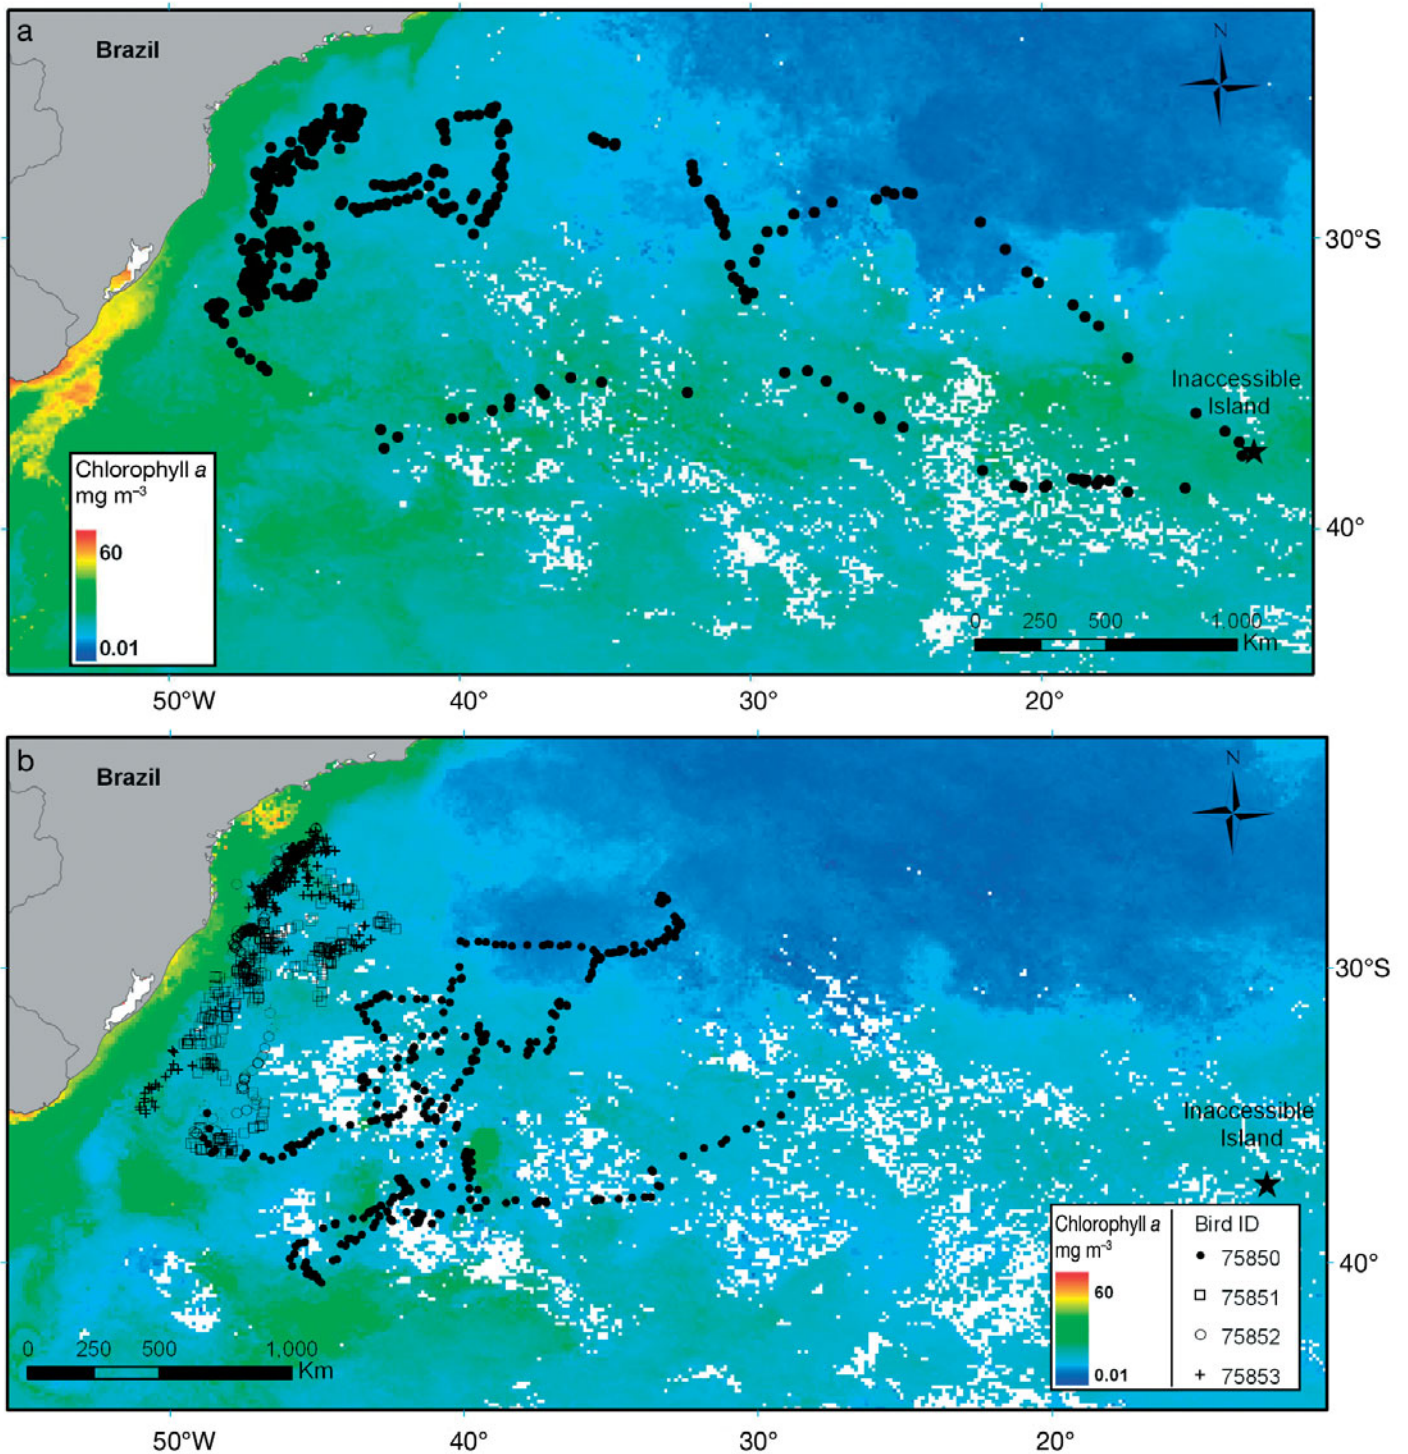 a
Brazil
N
30°S
Inaccessible
Island
Chlorophyll a
mg m⁻³
60
0.01
40°
0 250 500 1.000
Km
50°W 40° 30° 20°
b
Brazil
N
30°S
Inaccessible
Island
Chlorophyll a
mg m⁻³
60
0.01
Bird ID
75850
75851
75852
75853
40°
0 250 500 1,000
Km
50°W 40° 30° 20°